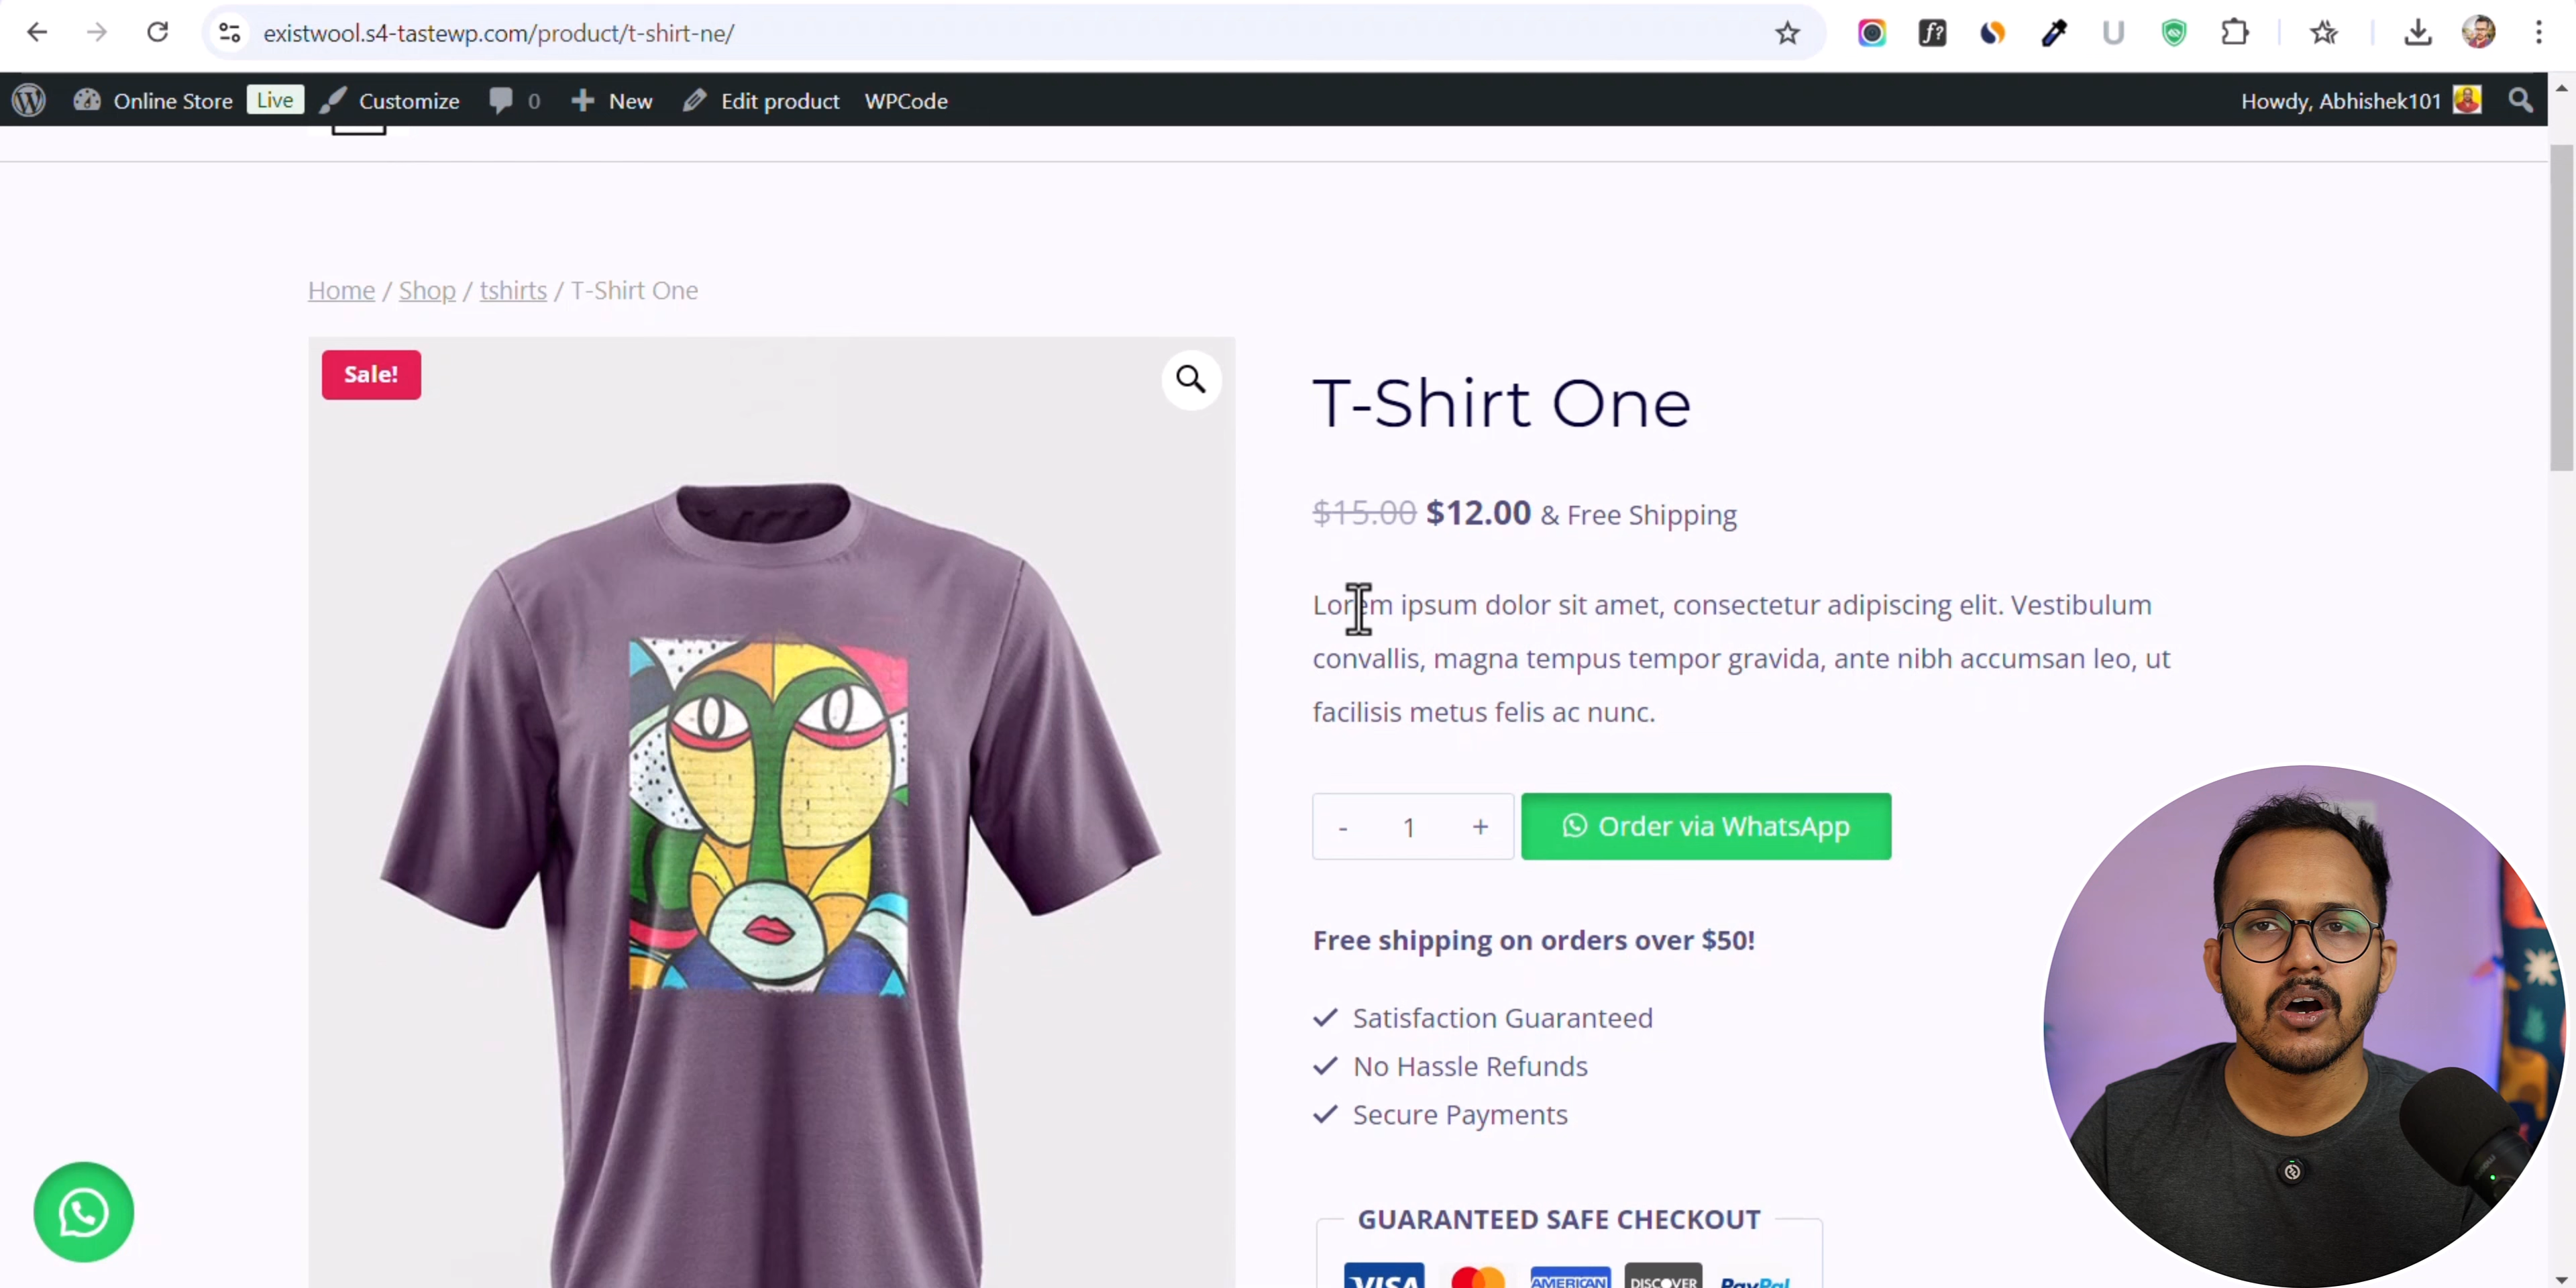 existwool.s4-tastewp.com/product/t-shirt-ne/
f?
U
Online Store Live Customize 0 New Edit product WPCode Howdy, Abhishek101
Home / Shop / tshirts / T-Shirt One
Sale!
T-Shirt One
$15.00 $12.00 & Free Shipping
Lorem ipsum dolor sit amet, consectetur adipiscing elit. Vestibulum
convallis, magna tempus tempor gravida, ante nibh accumsan leo, ut
facilisis metus felis ac nunc.
- 1 + Order via WhatsApp
Free shipping on orders over $50!
Satisfaction Guaranteed
No Hassle Refunds
Secure Payments
GUARANTEED SAFE CHECKOUT
VISA AMERICAN DISCOVER PayPal